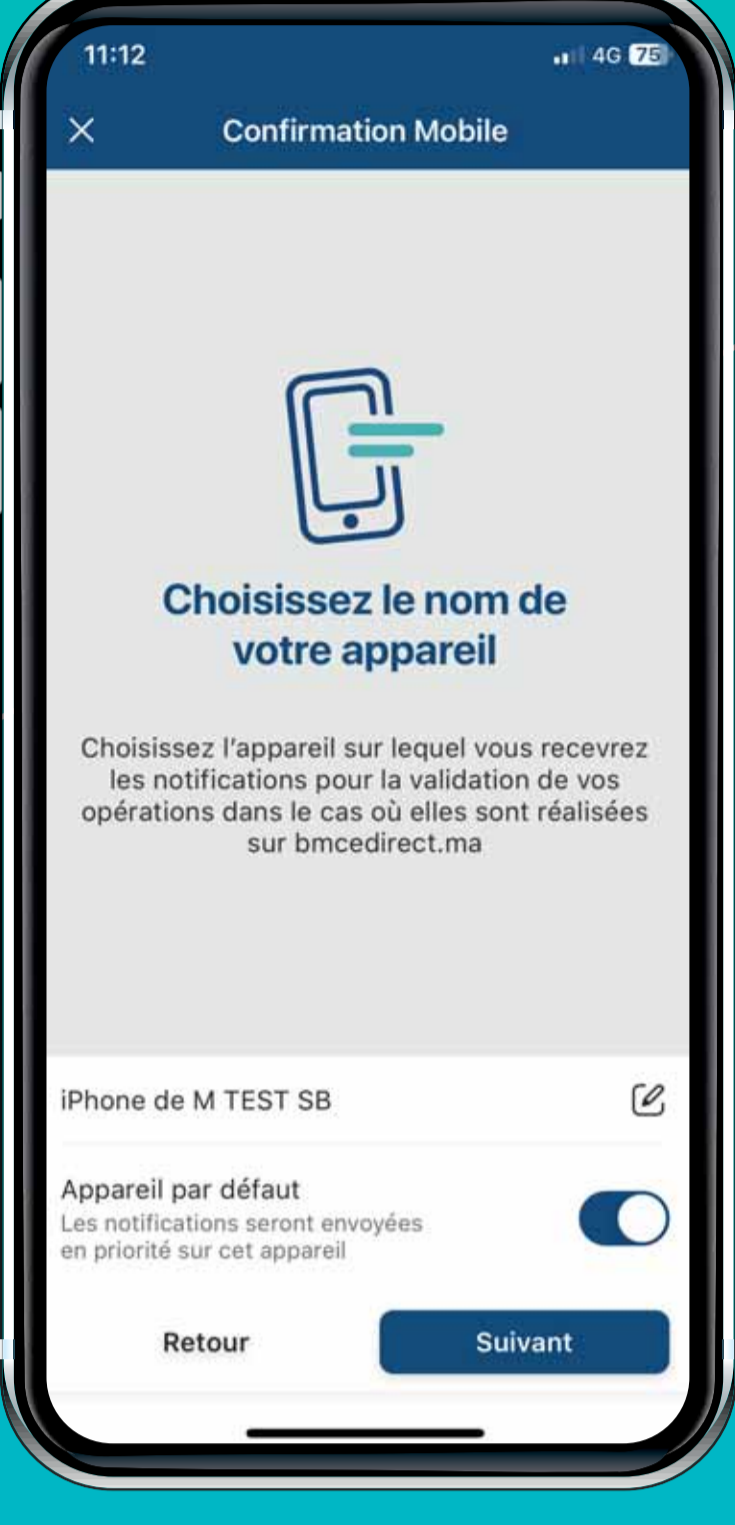 11:12
4G 75
Confirmation Mobile
Choisissez le nom de
votre appareil
Choisissez l'appareil sur lequel vous recevrez
les notifications pour la validation de vos
opérations dans le cas où elles sont réalisées
sur bmcedirect.ma
iPhone de M TEST SB
Appareil par défaut
Les notifications seront envoyées
en priorité sur cet appareil
Retour
Suivant